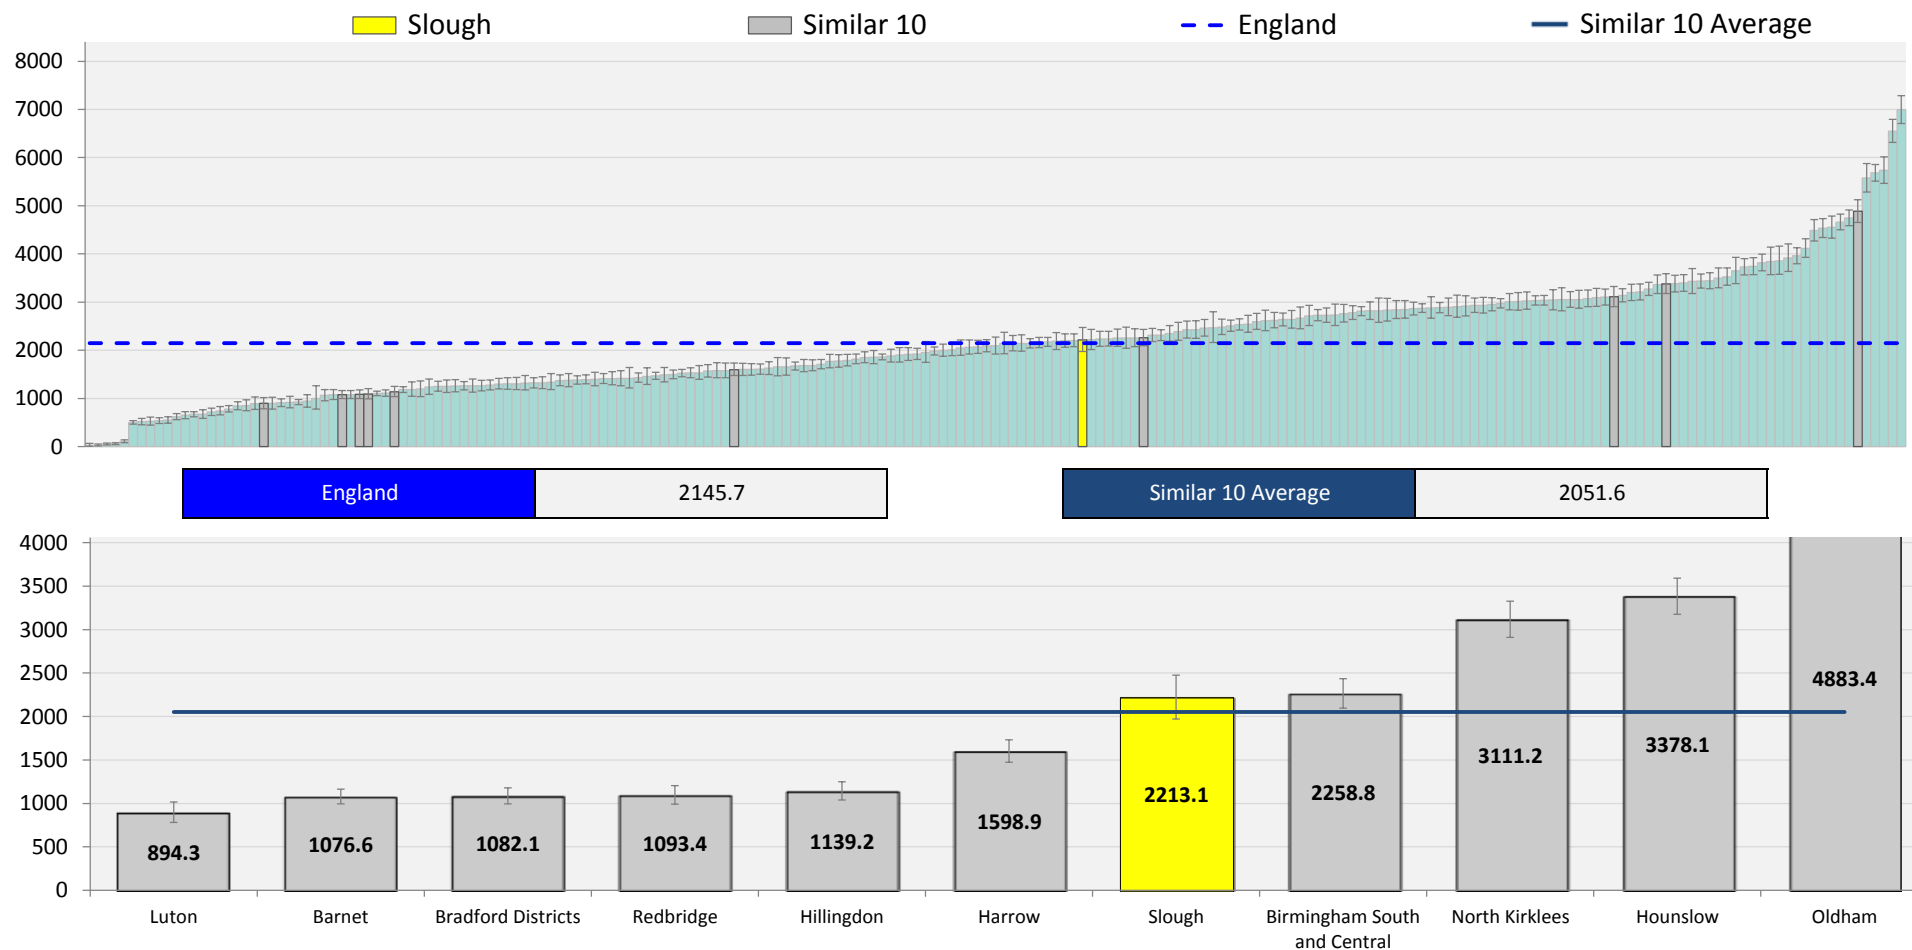 Slough
Similar 10
England
Similar 10 Average
8000
7000
6000
5000
4000
3000
2000
1000
0
England
2145.7
Similar 10 Average
2051.6
4000
3500
3000
2500
2000
1500
1000
500
0
894.3
1076.6
1082.1
1093.4
1139.2
1598.9
2213.1
2258.8
3111.2
3378.1
4883.4
Luton
Barnet
Bradford Districts
Redbridge
Hillingdon
Harrow
Slough
Birmingham South
and Central
North Kirklees
Hounslow
Oldham